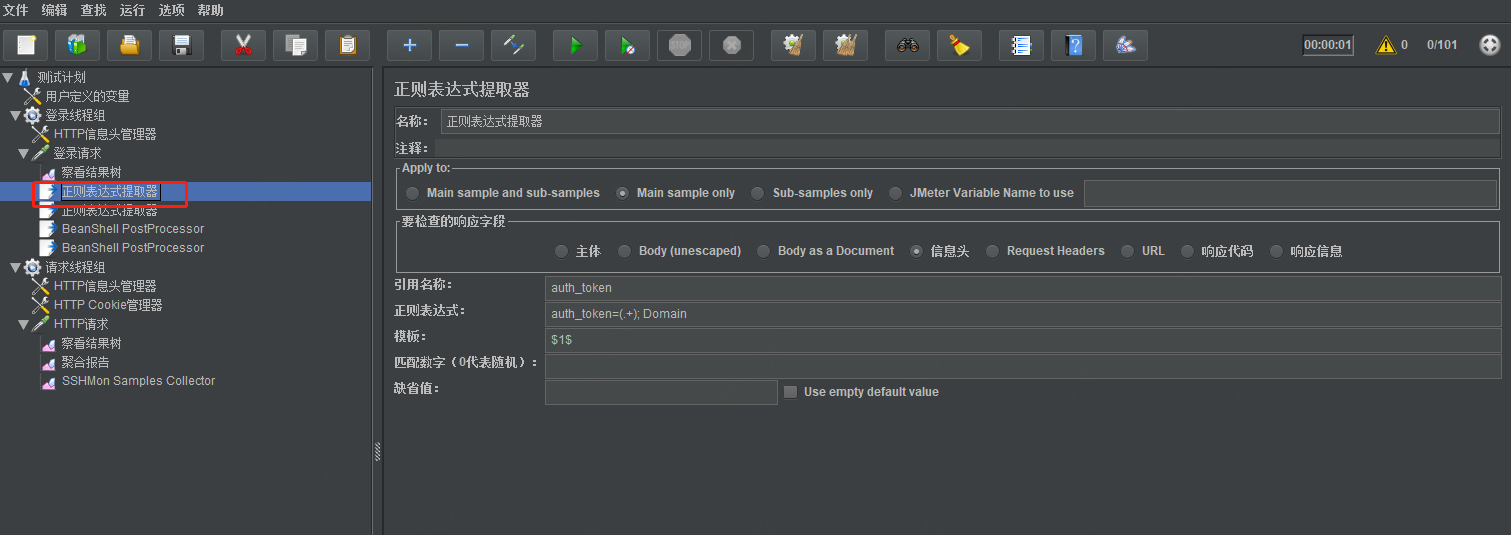 文件 编辑 查找 运行 选项 帮助
STOP 00:00:01 0 0/101
测试计划
用户定义的变量
登录线程组
HTTP信息头管理器
登录请求
察看结果树
正则表达式提取器
正则表达式提取器
BeanShell PostProcessor
BeanShell PostProcessor
请求线程组
HTTP信息头管理器
HTTP Cookie管理器
HTTP请求
察看结果树
聚合报告
SSHMon Samples Collector
正则表达式提取器
名称： 正则表达式提取器
注释：
Apply to:
Main sample and sub-samples Main sample only Sub-samples only JMeter Variable Name to use
要检查的响应字段
主体 Body (unescaped) Body as a Document 信息头 Request Headers URL 响应代码 响应信息
引用名称： auth_token
正则表达式： auth_token=(.+); Domain
模板： $1$
匹配数字（0代表随机）：
缺省值： Use empty default value